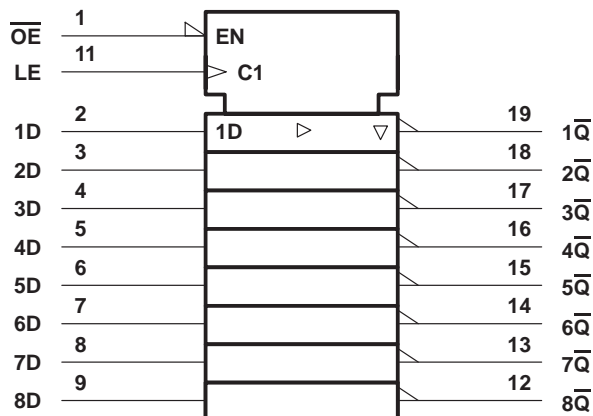 O̅E̅ 1 EN
LE 11 C1
1D 2 1D 19 1Q̅
2D 3 18 2Q̅
3D 4 17 3Q̅
4D 5 16 4Q̅
5D 6 15 5Q̅
6D 7 14 6Q̅
7D 8 13 7Q̅
8D 9 12 8Q̅